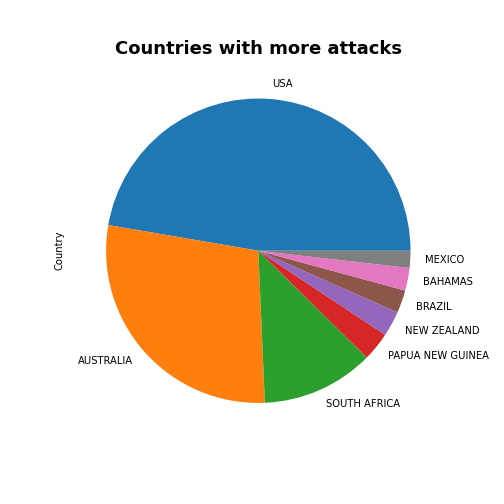 Countries with more attacks
USA
Country
MEXICO
BAHAMAS
BRAZIL
NEW ZEALAND
PAPUA NEW GUINEA
AUSTRALIA
SOUTH AFRICA